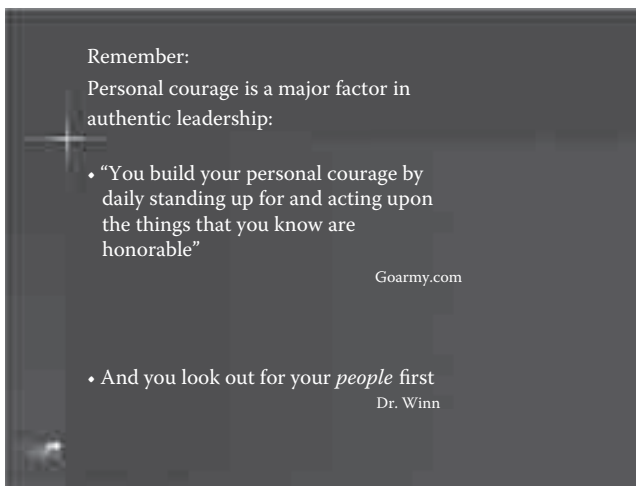 Remember:
Personal courage is a major factor in
authentic leadership:
• “You build your personal courage by
daily standing up for and acting upon
the things that you know are
honorable”
Goarmy.com
• And you look out for your people first
Dr. Winn